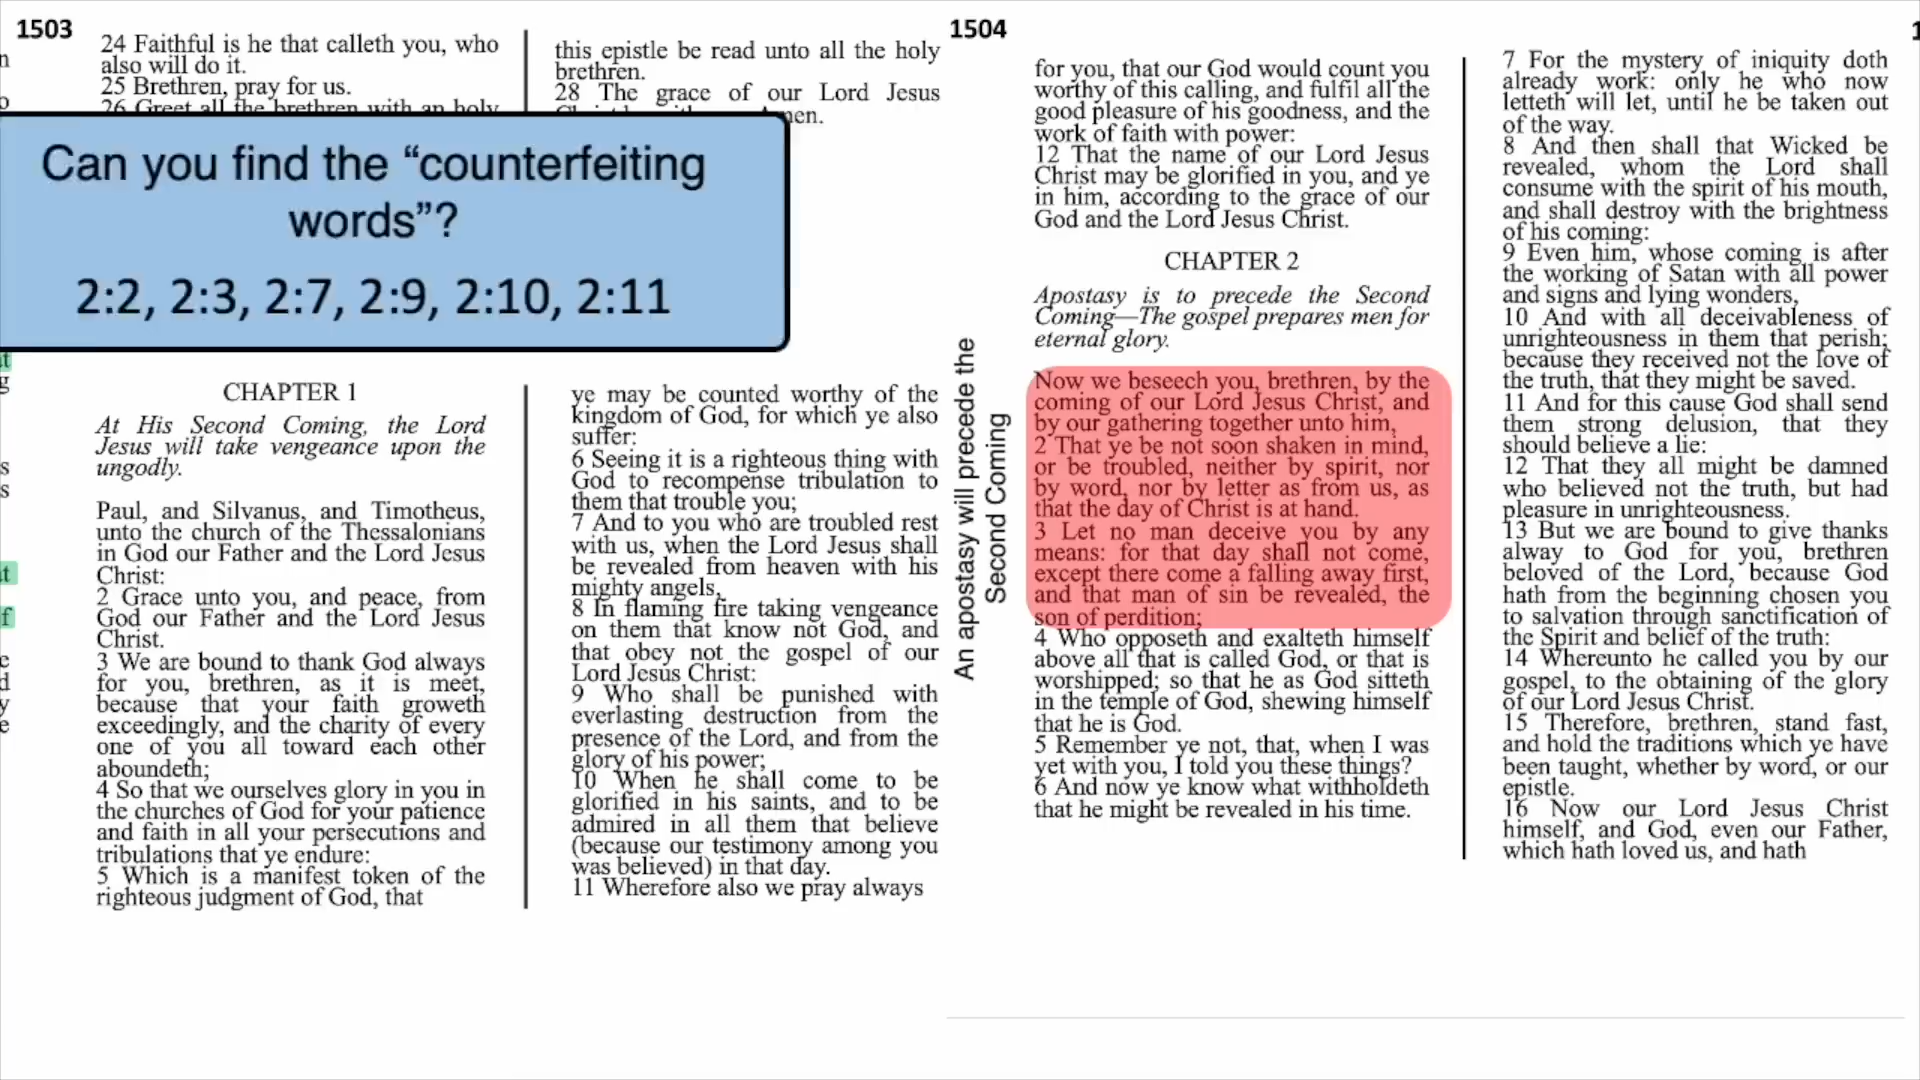 1503
24 Faithful is he that calleth you, who
also will do it.
25 Brethren, pray for us.
26 Greet all the brethren with an holy
this epistle be read unto all the holy
brethren.
28 The grace of our Lord Jesus
Can you find the “counterfeiting
words”?
2:2, 2:3, 2:7, 2:9, 2:10, 2:11
CHAPTER 1
At His Second Coming, the Lord
Jesus will take vengeance upon the
ungodly.
Paul, and Silvanus, and Timotheus,
unto the church of the Thessalonians
in God our Father and the Lord Jesus
Christ:
2 Grace unto you, and peace, from
God our Father and the Lord Jesus
Christ.
3 We are bound to thank God always
for you, brethren, as it is meet,
because that your faith groweth
exceedingly, and the charity of every
one of you all toward each other
aboundeth;
4 So that we ourselves glory in you in
the churches of God for your patience
and faith in all your persecutions and
tribulations that ye endure:
5 Which is a manifest token of the
righteous judgment of God, that
ye may be counted worthy of the
kingdom of God, for which ye also
suffer:
6 Seeing it is a righteous thing with
God to recompense tribulation to
them that trouble you;
7 And to you who are troubled rest
with us, when the Lord Jesus shall
be revealed from heaven with his
mighty angels,
8 In flaming fire taking vengeance
on them that know not God, and
that obey not the gospel of our
Lord Jesus Christ:
9 Who shall be punished with
everlasting destruction from the
presence of the Lord, and from the
glory of his power;
10 When he shall come to be
glorified in his saints, and to be
admired in all them that believe
(because our testimony among you
was believed) in that day.
11 Wherefore also we pray always
1504
An apostasy will precede the
Second Coming
for you, that our God would count you
worthy of this calling, and fulfil all the
good pleasure of his goodness, and the
work of faith with power:
12 That the name of our Lord Jesus
Christ may be glorified in you, and ye
in him, according to the grace of our
God and the Lord Jesus Christ.
CHAPTER 2
Apostasy is to precede the Second
Coming—The gospel prepares men for
eternal glory.
Now we beseech you, brethren, by the
coming of our Lord Jesus Christ, and
by our gathering together unto him,
2 That ye be not soon shaken in mind,
or be troubled, neither by spirit, nor
by word, nor by letter as from us, as
that the day of Christ is at hand.
3 Let no man deceive you by any
means: for that day shall not come,
except there come a falling away first,
and that man of sin be revealed, the
son of perdition;
4 Who opposeth and exalteth himself
above all that is called God, or that is
worshipped; so that he as God sitteth
in the temple of God, shewing himself
that he is God.
5 Remember ye not, that, when I was
yet with you, I told you these things?
6 And now ye know what withholdeth
that he might be revealed in his time.
7 For the mystery of iniquity doth
already work: only he who now
letteth will let, until he be taken out
of the way.
8 And then shall that Wicked be
revealed, whom the Lord shall
consume with the spirit of his mouth,
and shall destroy with the brightness
of his coming:
9 Even him, whose coming is after
the working of Satan with all power
and signs and lying wonders,
10 And with all deceivableness of
unrighteousness in them that perish;
because they received not the love of
the truth, that they might be saved.
11 And for this cause God shall send
them strong delusion, that they
should believe a lie:
12 That they all might be damned
who believed not the truth, but had
pleasure in unrighteousness.
13 But we are bound to give thanks
alway to God for you, brethren
beloved of the Lord, because God
hath from the beginning chosen you
to salvation through sanctification of
the Spirit and belief of the truth:
14 Whereunto he called you by our
gospel, to the obtaining of the glory
of our Lord Jesus Christ.
15 Therefore, brethren, stand fast,
and hold the traditions which ye have
been taught, whether by word, or our
epistle.
16 Now our Lord Jesus Christ
himself, and God, even our Father,
which hath loved us, and hath